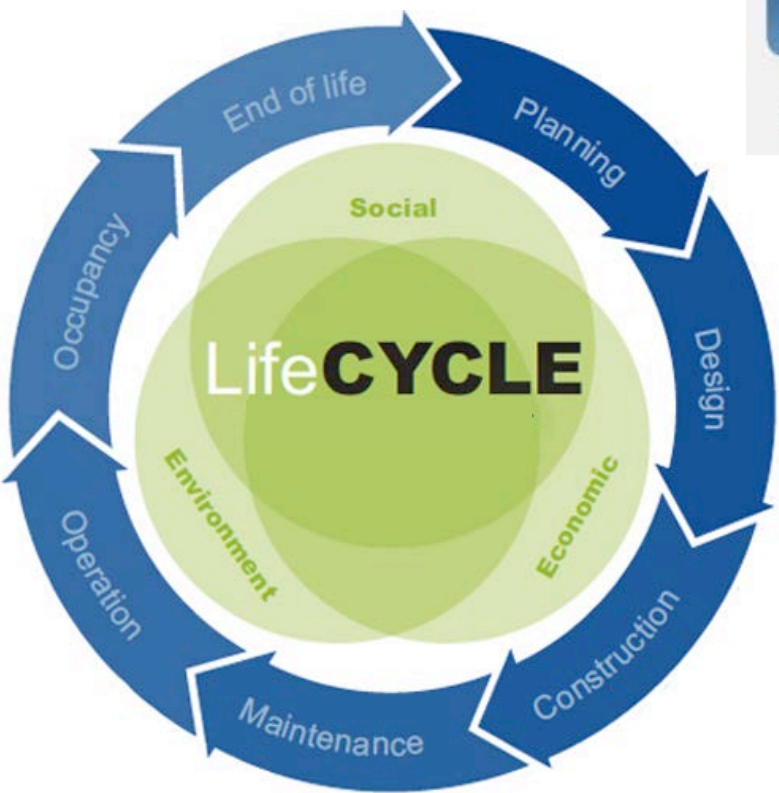 End of life
Planning
Design
Construction
Maintenance
Operation
Occupancy
Social
LifeCYCLE
Environment
Economic